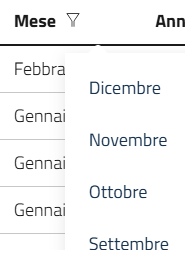 Mese Ann
Febbra
Dicembre
Gennai
Novembre
Gennai
Ottobre
Gennai
Settembre